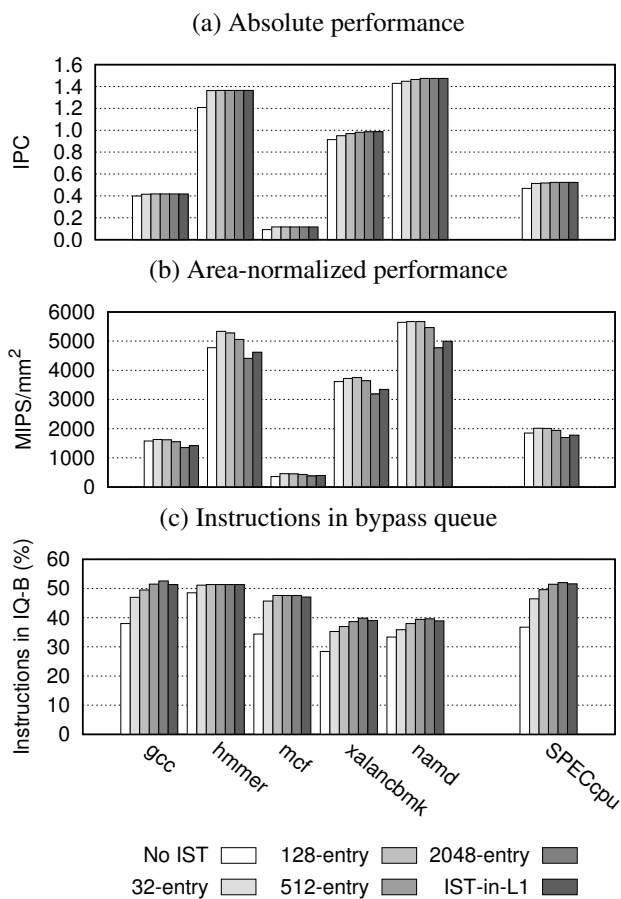 (a) Absolute performance
1.6
1.4
1.2
1.0
0.8
0.6
0.4
0.2
0.0
IPC
(b) Area-normalized performance
6000
5000
4000
3000
2000
1000
0
MIPS/mm²
(c) Instructions in bypass queue
60
50
40
30
20
10
0
Instructions in IQ-B (%)
gcc
hmmer
mcf
xalancbmk
namd
SPECcpu
No IST 128-entry 2048-entry
32-entry 512-entry IST-in-L1